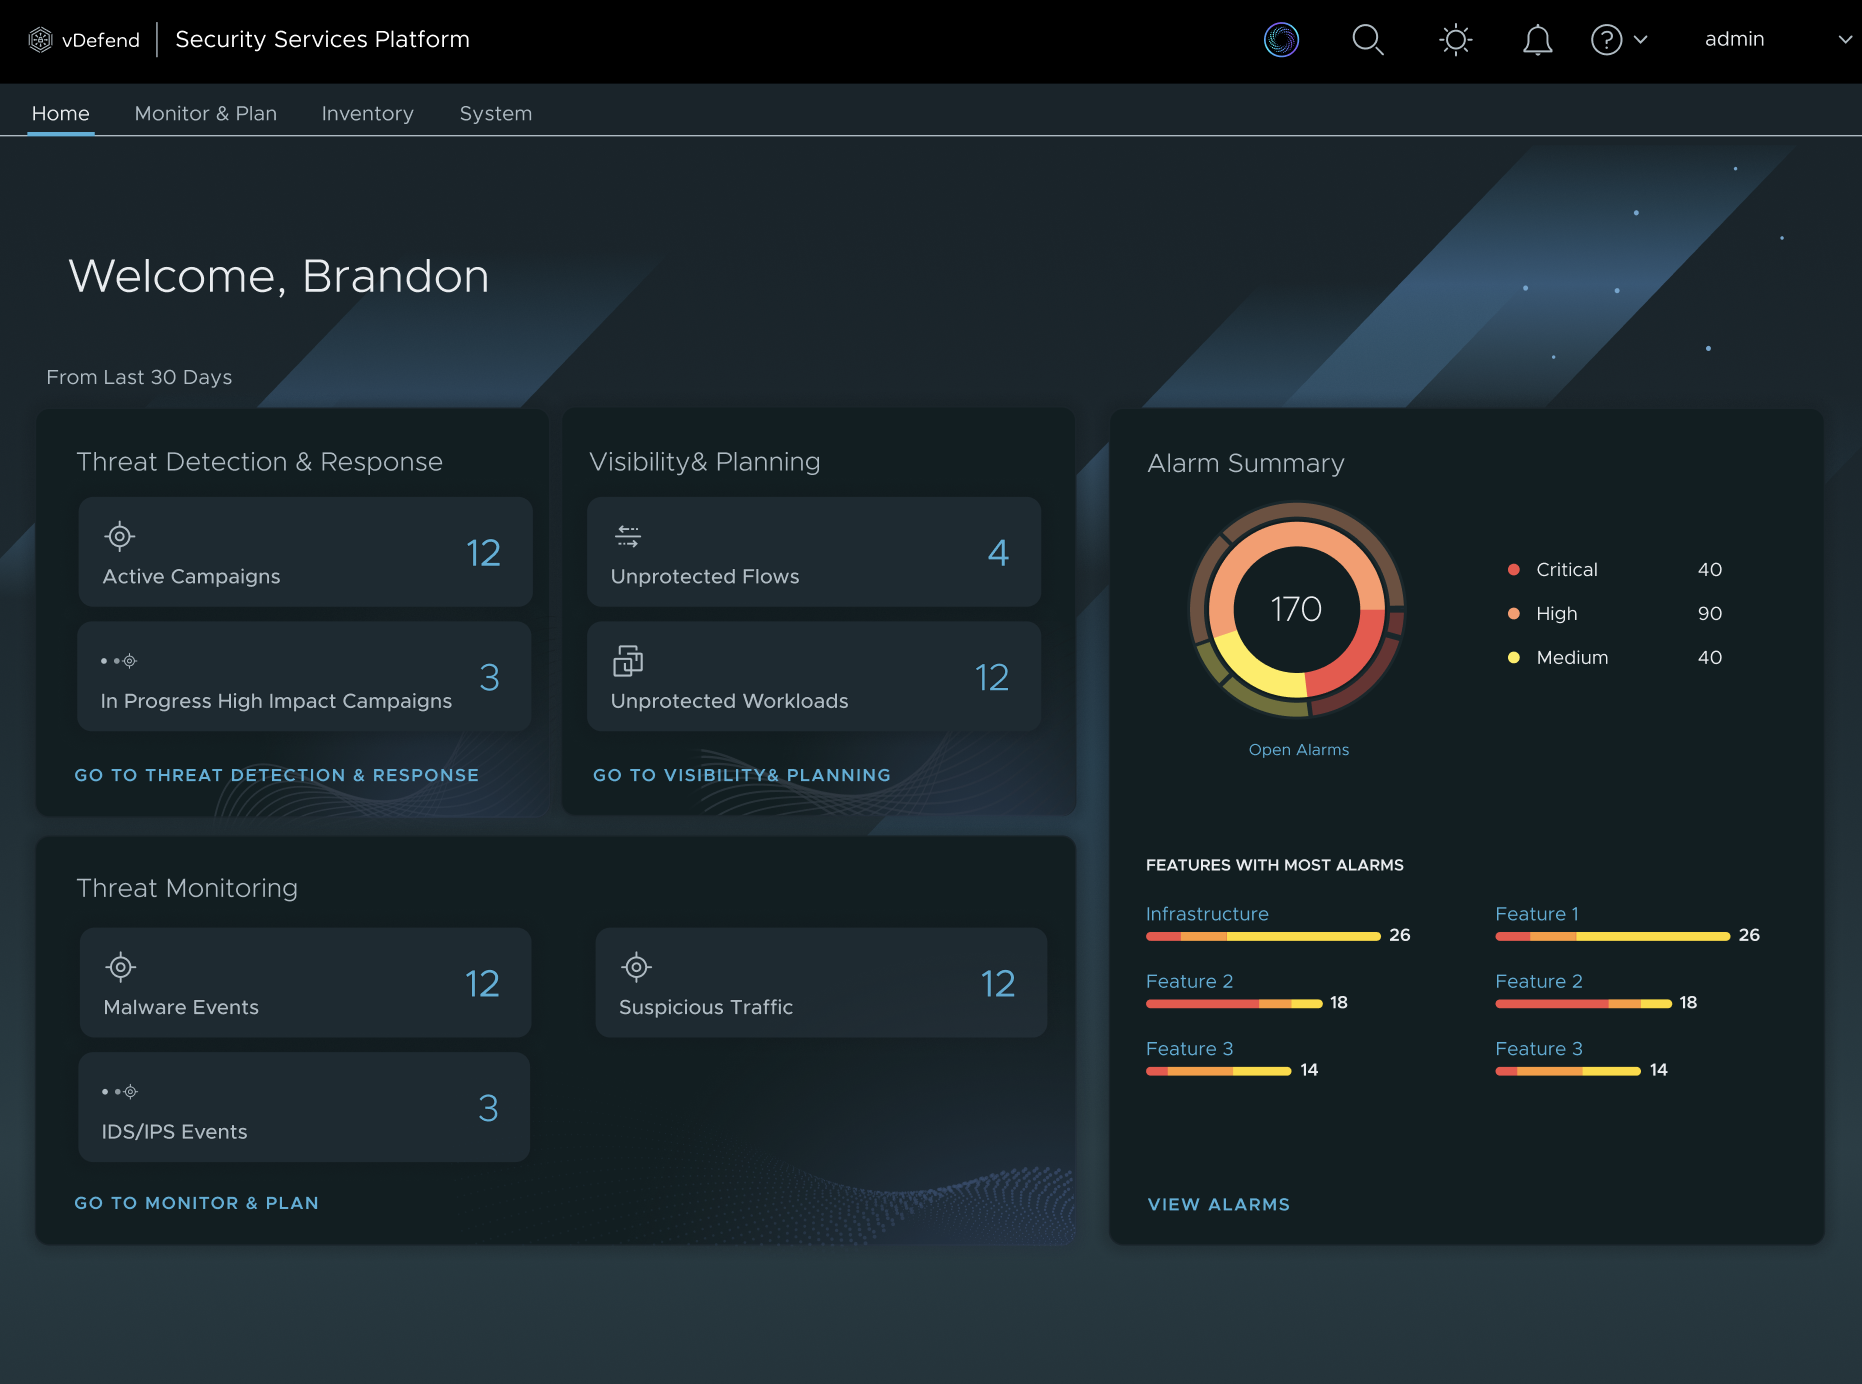 vDefend
Security Services Platform
?
admin
Home
Monitor & Plan
Inventory
System
Welcome, Brandon
From Last 30 Days
Threat Detection & Response
Active Campaigns
12
In Progress High Impact Campaigns
3
GO TO THREAT DETECTION & RESPONSE
Visibility& Planning
Unprotected Flows
4
Unprotected Workloads
12
GO TO VISIBILITY& PLANNING
Threat Monitoring
Malware Events
12
Suspicious Traffic
12
IDS/IPS Events
3
GO TO MONITOR & PLAN
Alarm Summary
170
Open Alarms
Critical 40
High 90
Medium 40
FEATURES WITH MOST ALARMS
Infrastructure
26
Feature 1
26
Feature 2
18
Feature 2
18
Feature 3
14
Feature 3
14
VIEW ALARMS